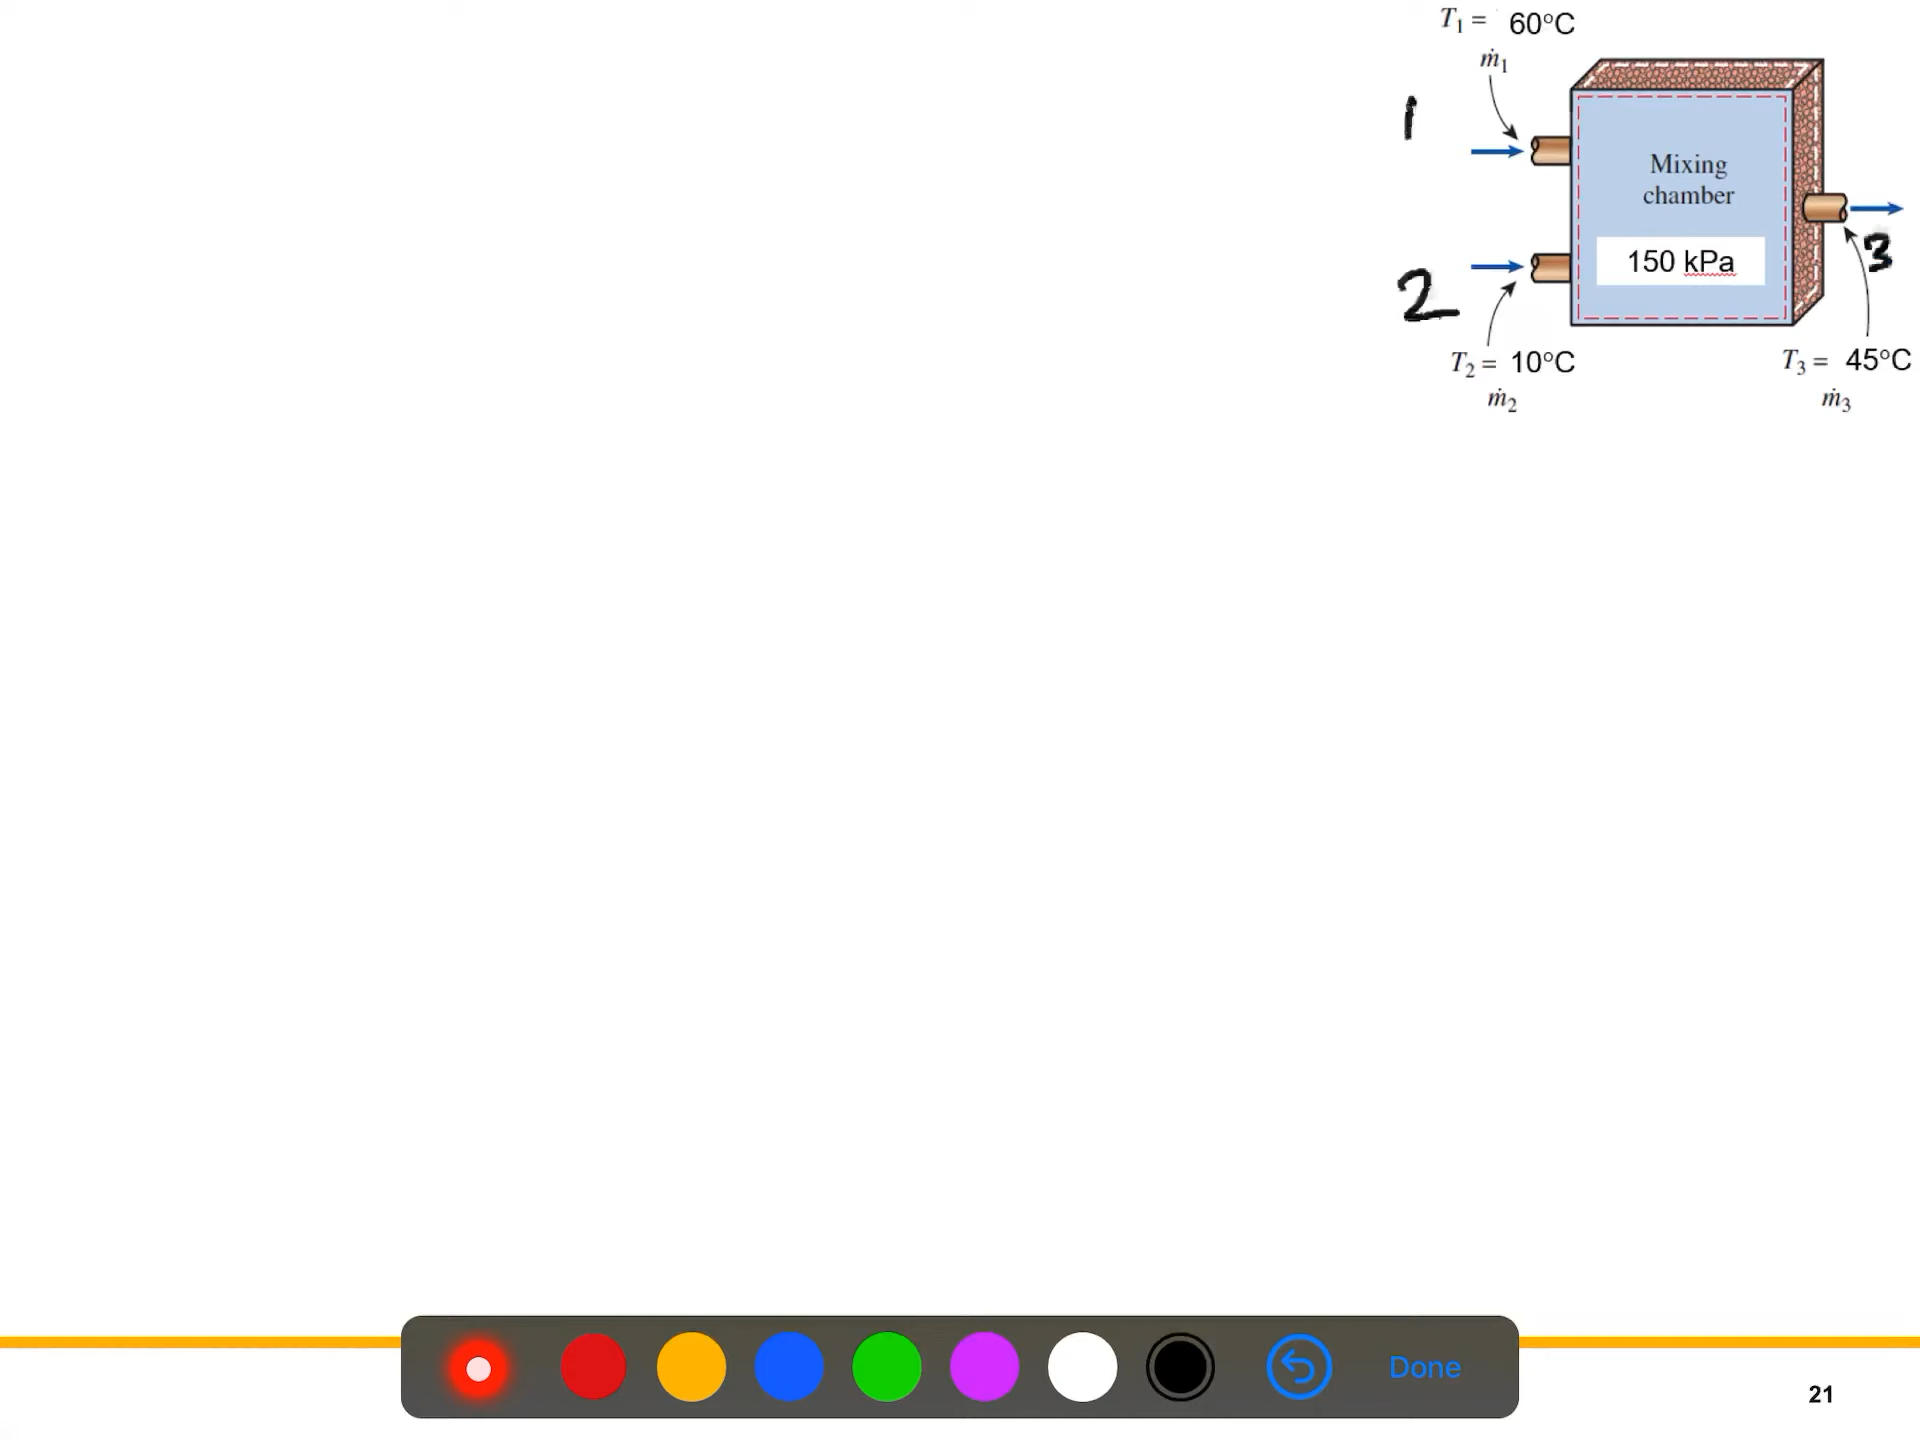 T₁ = 60°C
ṁ₁
1
Mixing
chamber
150 kPa
3
2
T₂ = 10°C
ṁ₂
T₃ = 45°C
ṁ₃
Done
21